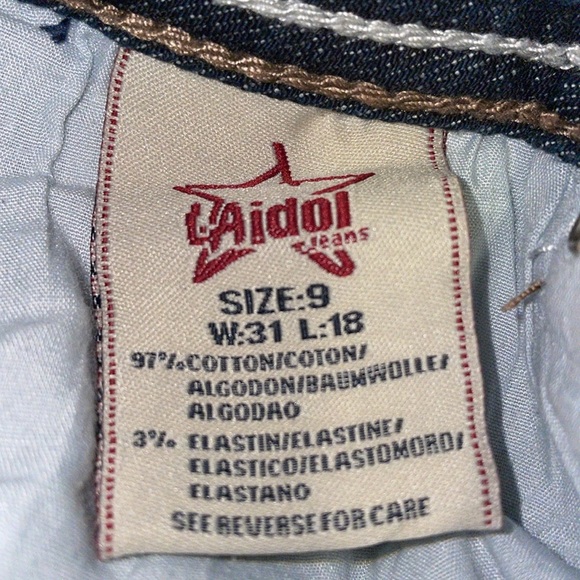 L.A idol
Jeans
SIZE:9
W:31 L:18
97% COTTON/COTON/
ALGODON/BAUMWOLLE/
ALGODAO
3% ELASTIN/ELASTINE/
ELASTICO/ELASTOMORO/
ELASTANO
SEE REVERSE FOR CARE